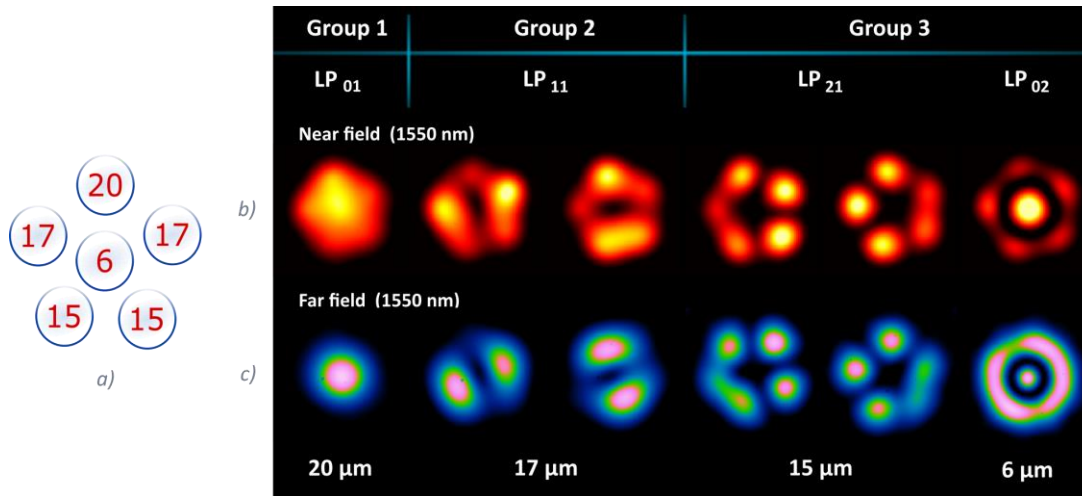 Group 1 Group 2 Group 3
LP 01 LP 11 LP 21 LP 02
Near field (1550 nm)
20
17 17
6
15 15
a)
b)
Far field (1550 nm)
c)
20 μm 17 μm 15 μm 6 μm